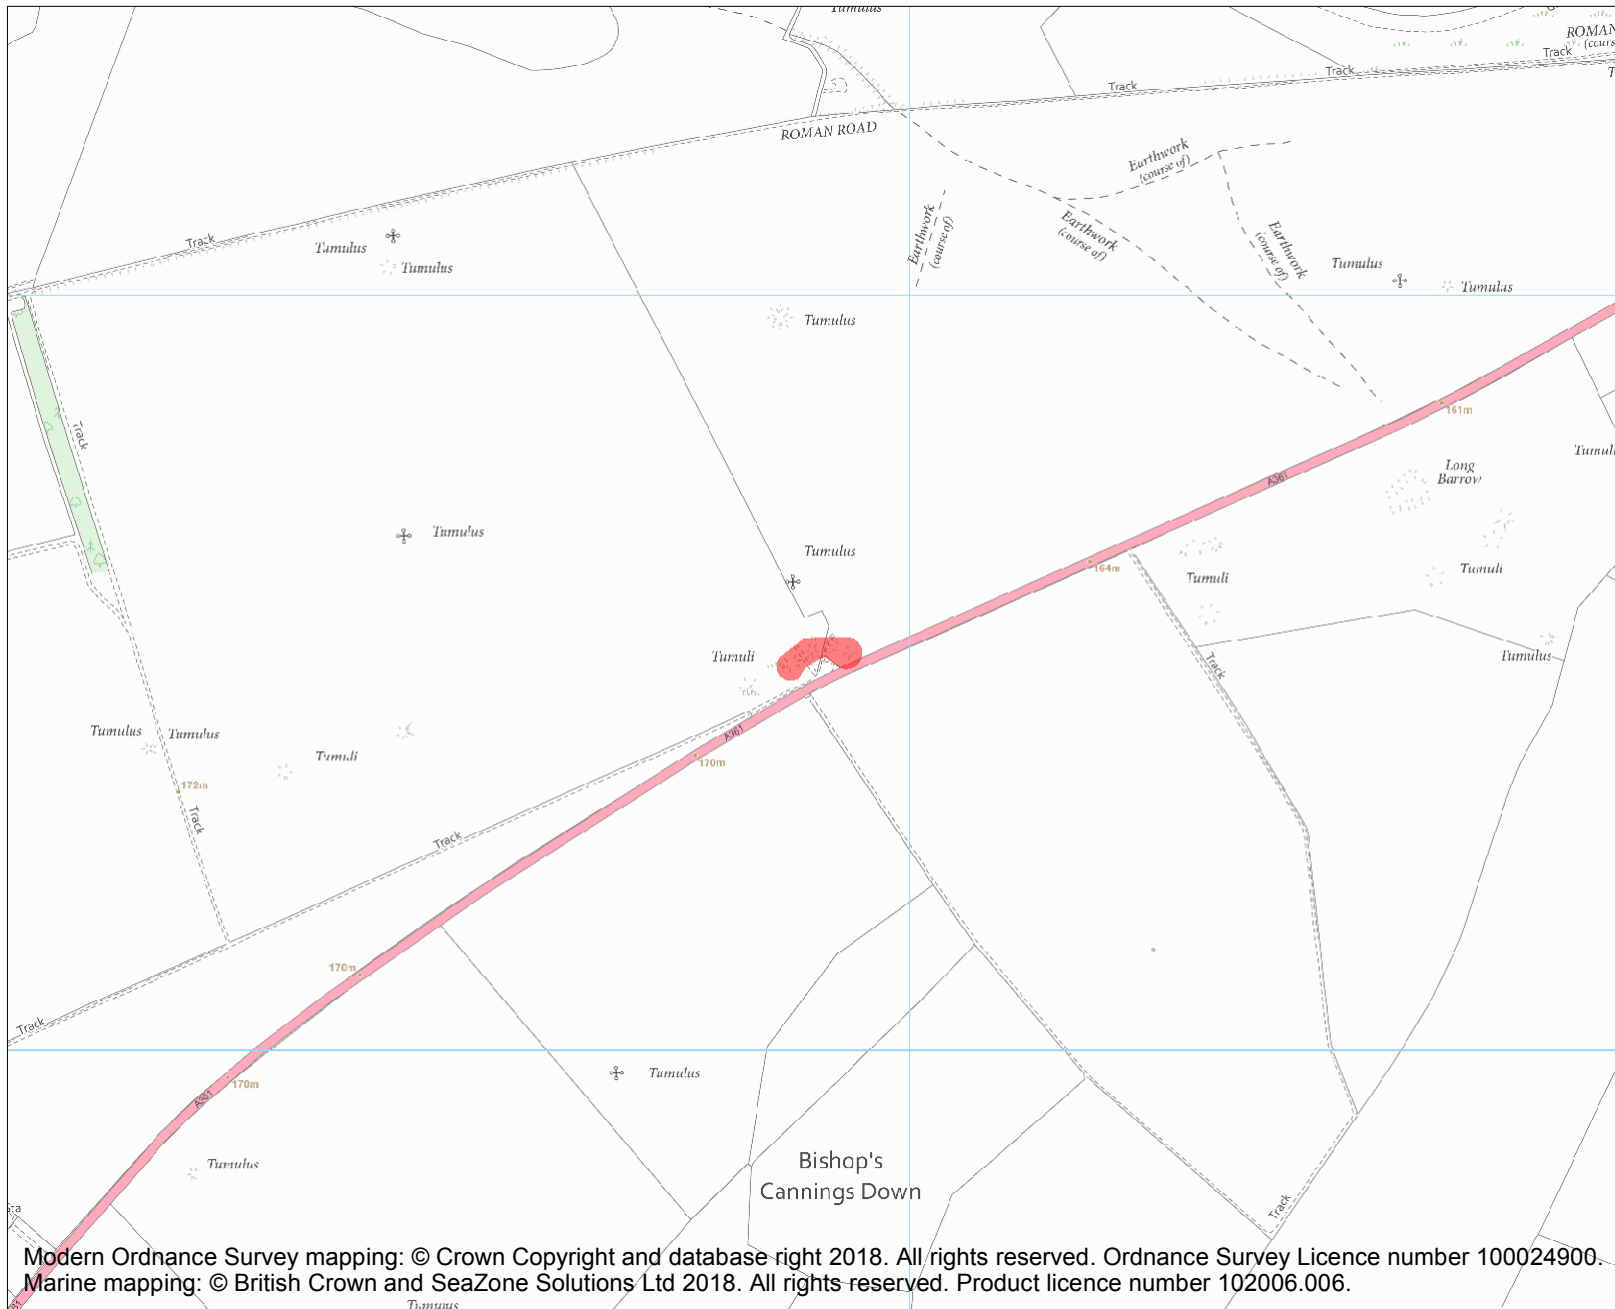 Tumulus
ROMAN
Track
Track
Track
ROMAN ROAD
Earthwork
(course of)
Earthwork
(course of)
Earthwork
(course of)
Earthwork
(course of)
Track
Tumulus
Tumulus
Tumulus
Tumulus
Tumulus
161m
Track
Long
Barrow
A361
Tumulus
Tumulus
164m
Tumuli
Tumuli
Tumuli
Tumulus
Track
Tumulus
Tumulus
Tumuli
A361
170m
172m
Track
Track
170m
Track
Tumulus
170m
A361
Bishop's
Cannings Down
Tumulus
Track
Modern Ordnance Survey mapping: © Crown Copyright and database right 2018. All rights reserved. Ordnance Survey Licence number 100024900.
Marine mapping: © British Crown and SeaZone Solutions Ltd 2018. All rights reserved. Product licence number 102006.006.
Tumulus